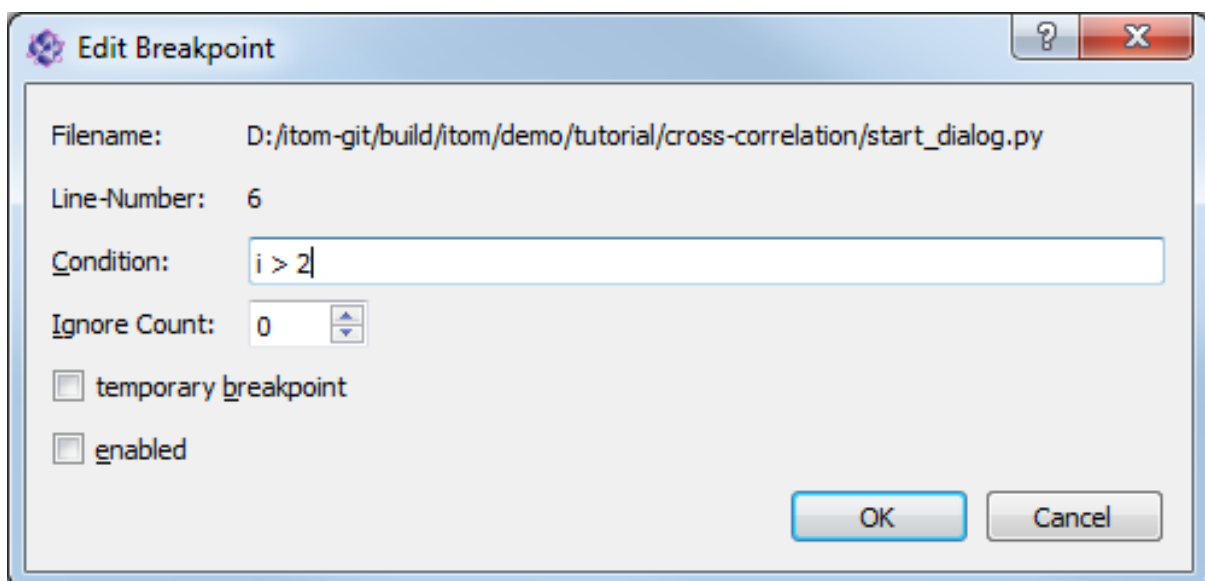 Edit Breakpoint
Filename: D:/itom-git/build/itom/demo/tutorial/cross-correlation/start_dialog.py
Line-Number: 6
Condition: i > 2
Ignore Count: 0
temporary breakpoint
enabled
OK Cancel